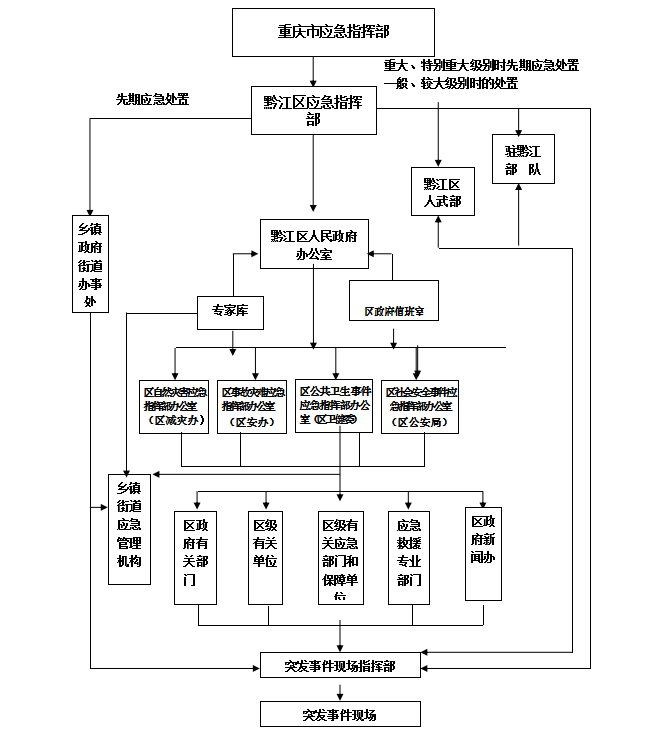 重庆市应急指挥部
重大、特别重大级别时先期应急处置
一般、较大级别时的处置
先期应急处置
黔江区应急指挥
部
驻黔江
部 队
黔江区
人武部
乡镇
政府
街道
办事
处
黔江区人民政府
办公室
专家库
区政府值班室
区自然灾害应急
指挥部办公室
（区减灾办）
区事故灾难应急
指挥部办公室
（区安办）
区公共卫生事件
应急指挥部办公
室（区卫健委）
区社会安全事件应
急指挥部办公室
（区公安局）
乡镇
街道
应急
管理
机构
区政
府有
关部
门
区级
有关
单位
区级有
关应急
部门和
保障单
位
应急
救援
专业
部门
区政
府新
闻办
突发事件现场指挥部
突发事件现场